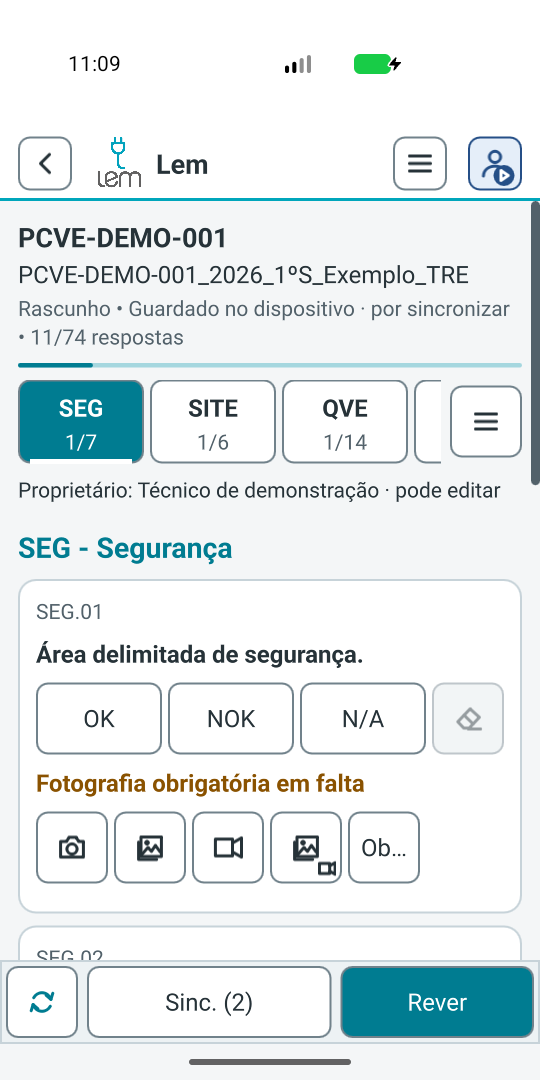 11:09
lem
Lem
PCVE-DEMO-001
PCVE-DEMO-001_2026_1ºS_Exemplo_TRE
Rascunho • Guardado no dispositivo · por sincronizar
• 11/74 respostas
SEG
SITE
QVE
1/7
1/6
1/14
Proprietário: Técnico de demonstração · pode editar
SEG - Segurança
SEG.01
Área delimitada de segurança.
OK
NOK
N/A
Fotografia obrigatória em falta
Ob...
SEG.02
Sinc. (2)
Rever